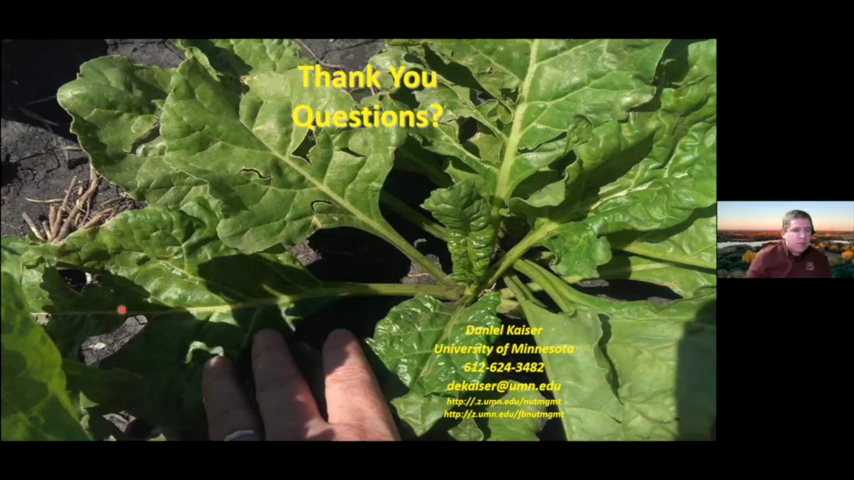 Thank You
Questions?
Daniel Kaiser
University of Minnesota
612-624-3482
dekaiser@umn.edu
http://.z.umn.edu/nutmgmt
http://z.umn.edu/fbnutmgmt